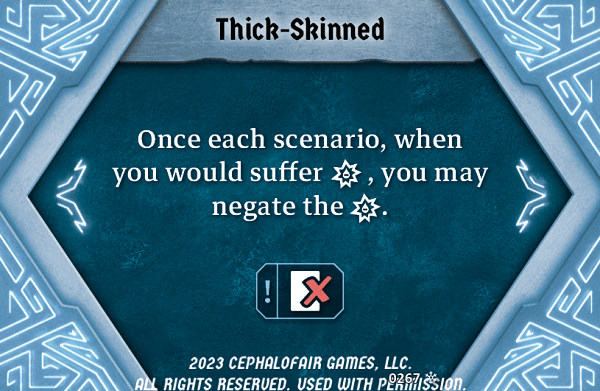 Thick-Skinned
Once each scenario, when
you would suffer , you may
negate the .
!
2023 CEPHALOFAIR GAMES, LLC.
ALL RIGHTS RESERVED. USED WITH PERMISSION.
0267